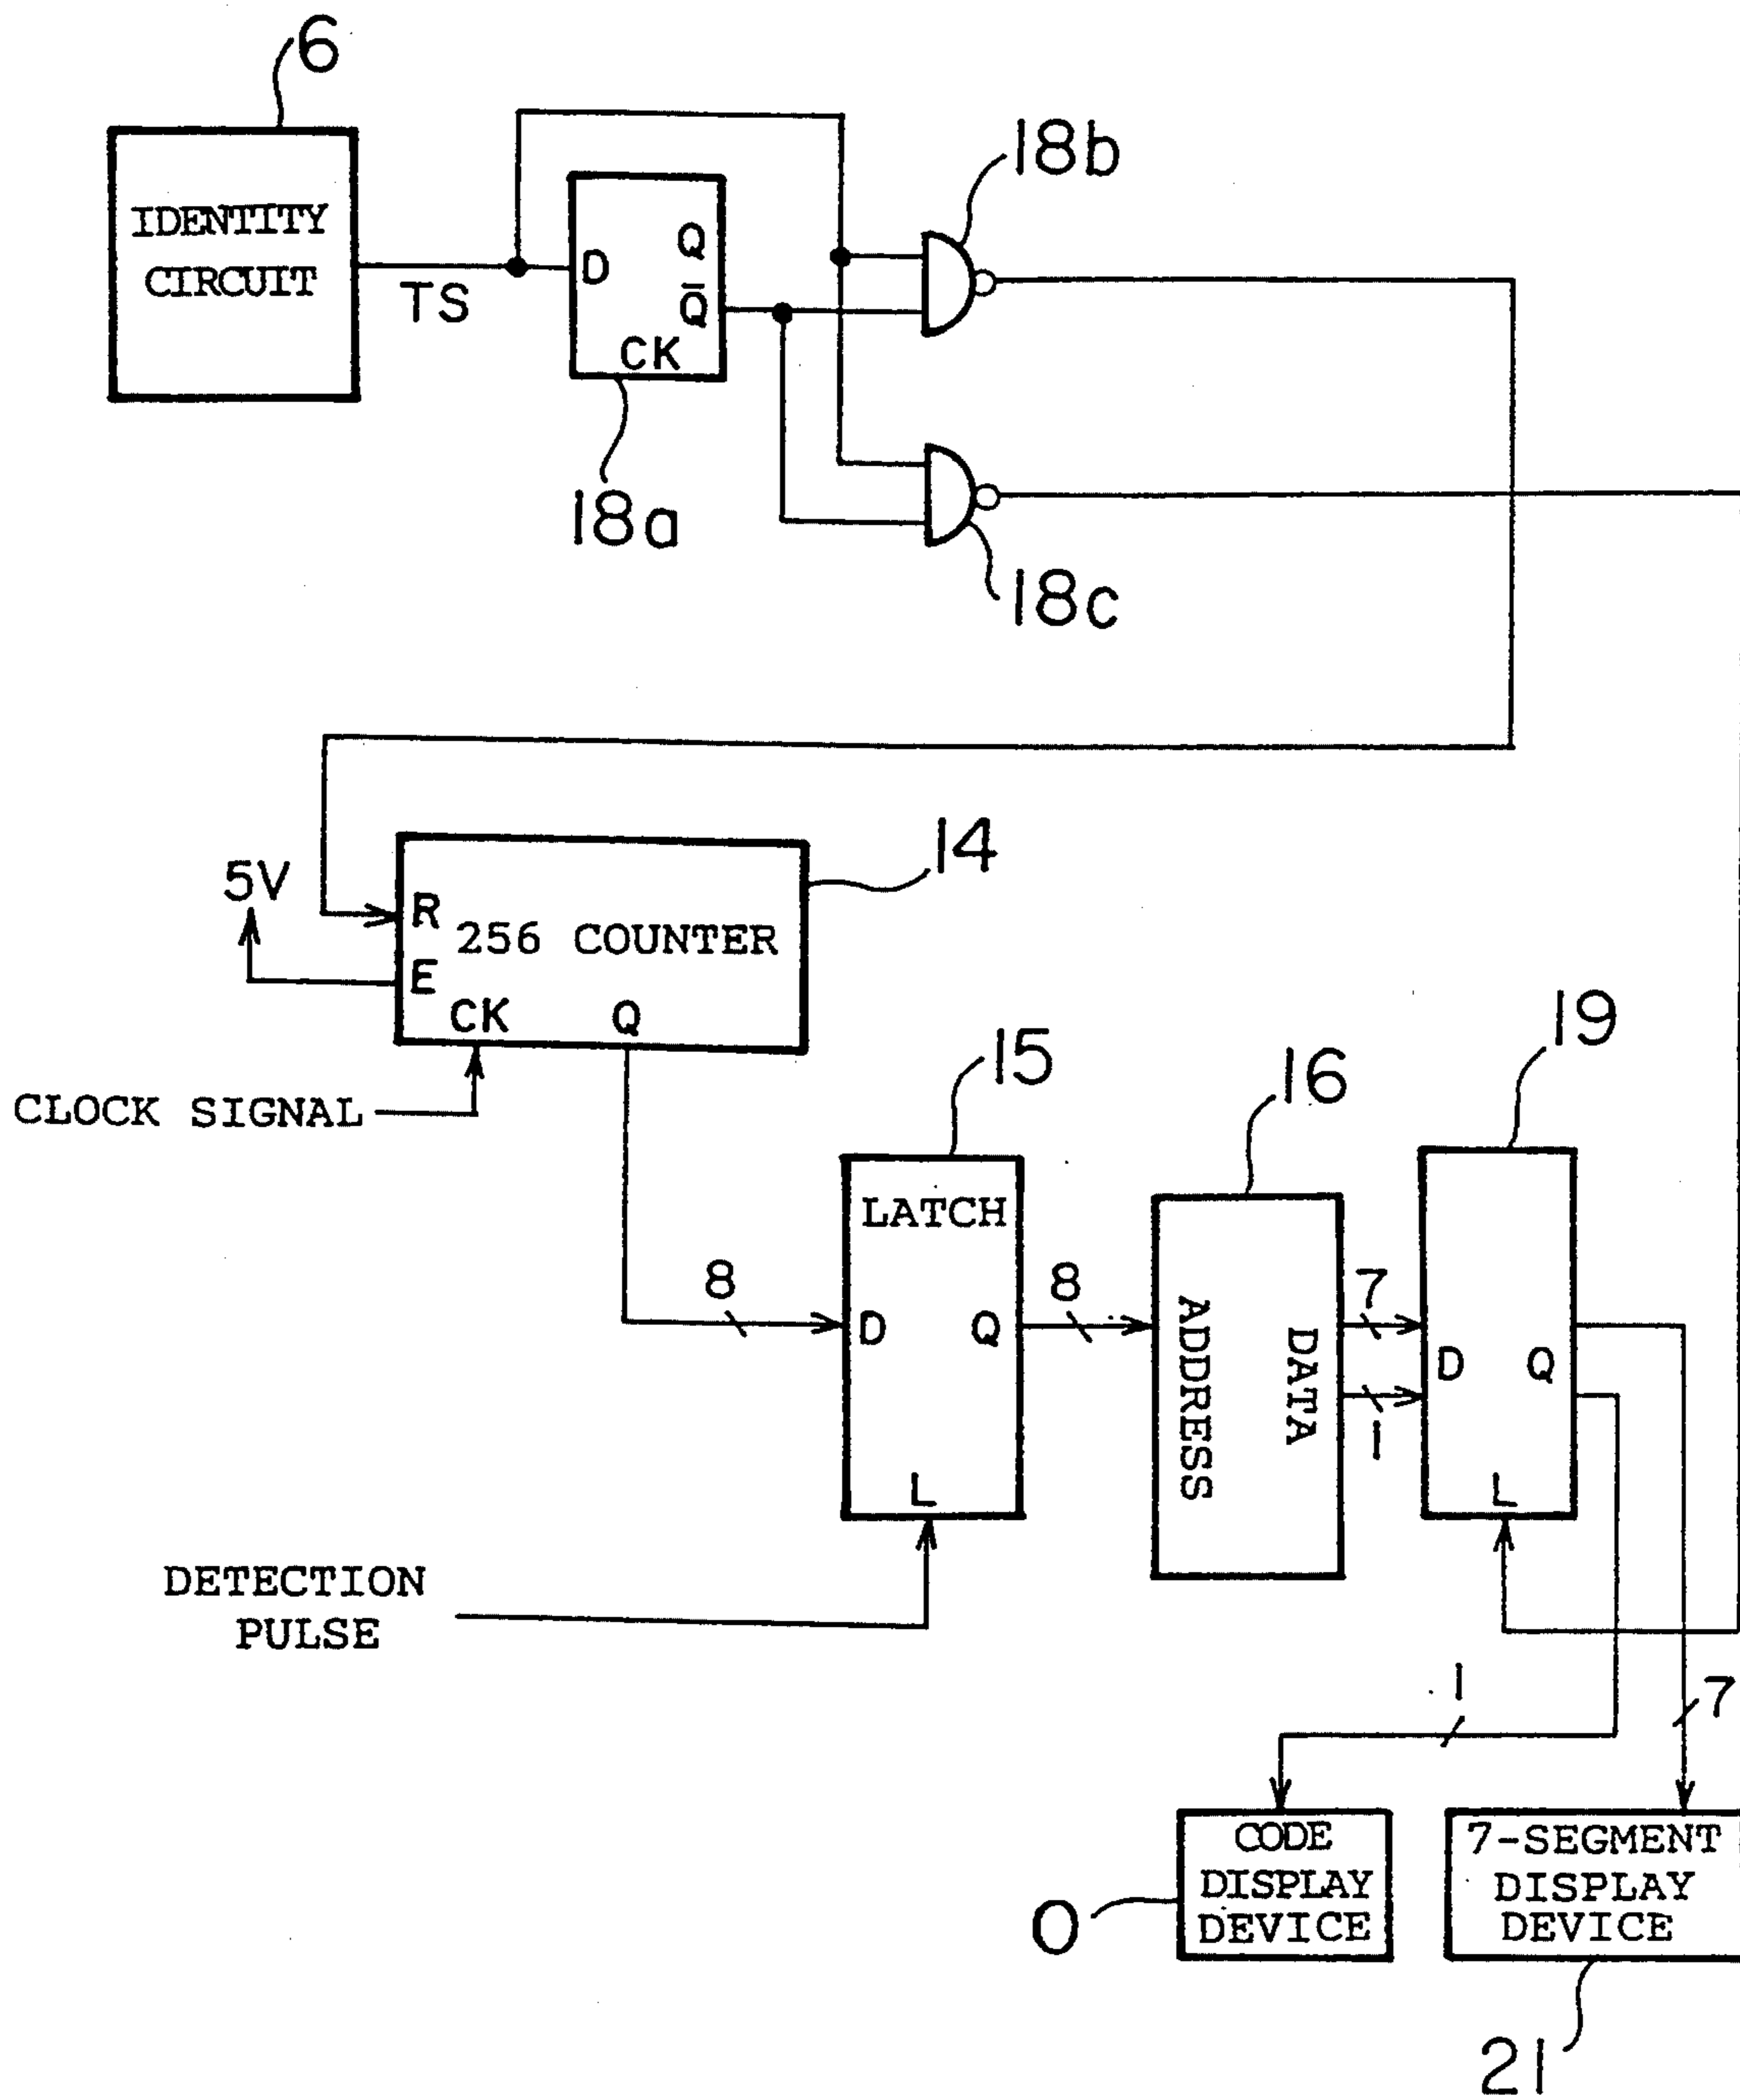 6
IDENTITY
CIRCUIT
TS
D
Q
Q̄
CK
18a
18b
18c
14
5V
R
256 COUNTER
E
CK
Q
CLOCK SIGNAL
15
LATCH
8
D
Q
L
DETECTION
PULSE
8
16
ADDRESS
DATA
7
1
19
D
Q
L
1
7
CODE
DISPLAY
DEVICE
0
7-SEGMENT
DISPLAY
DEVICE
21